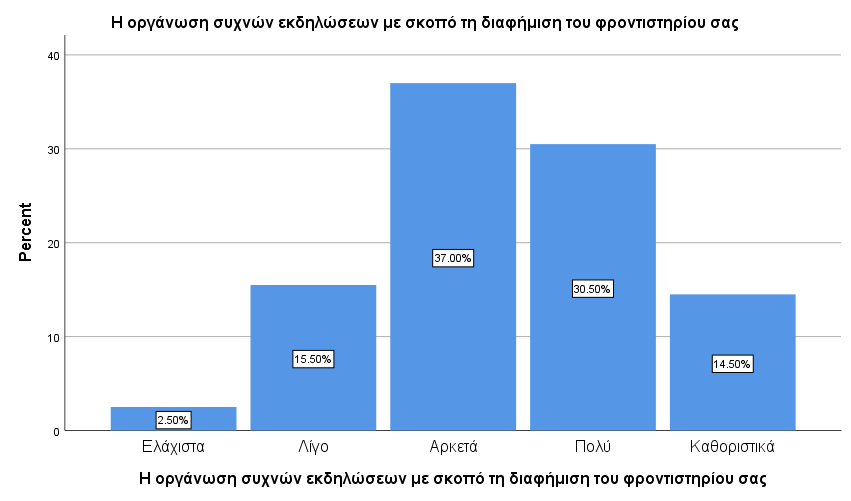 Η οργάνωση συχνών εκδηλώσεων με σκοπό τη διαφήμιση του φροντιστηρίου σας
Percent
40
30
20
10
0
2.50%
15.50%
37.00%
30.50%
14.50%
Ελάχιστα
Λίγο
Αρκετά
Πολύ
Καθοριστικά
Η οργάνωση συχνών εκδηλώσεων με σκοπό τη διαφήμιση του φροντιστηρίου σας